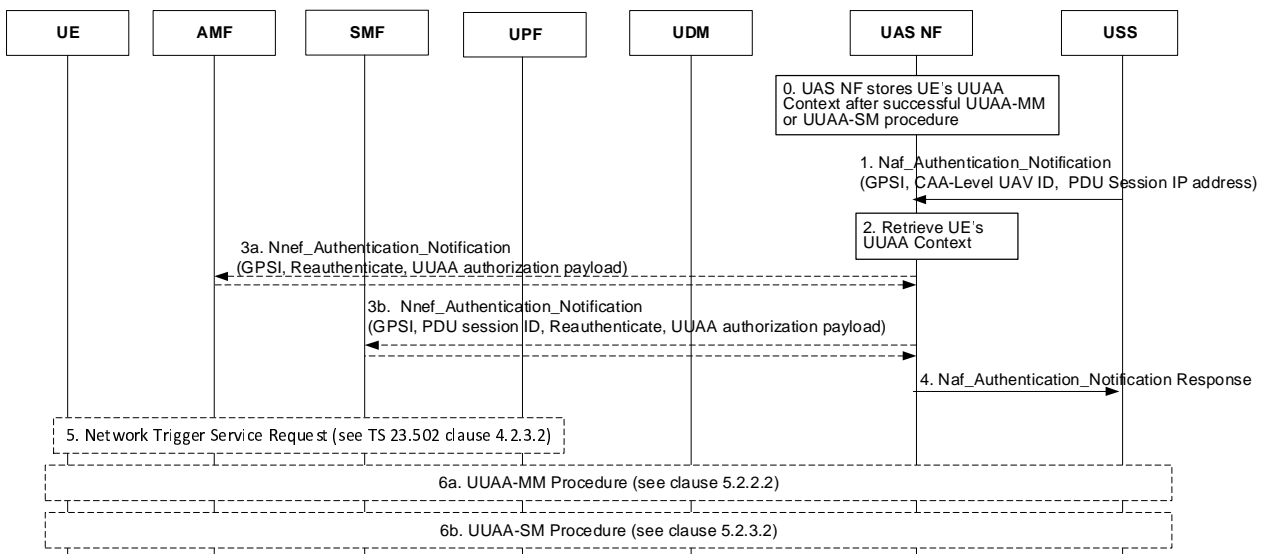 UE
AMF
SMF
UPF
UDM
UAS NF
USS
0. UAS NF stores UE's UUAA
Context after successful UUAA-MM
or UUAA-SM procedure
1. Naf_Authentication_Notification
(GPSI, CAA-Level UAV ID, PDU Session IP address)
2. Retrieve UE's
UUAA Context
3a. Nnef_Authentication_Notification
(GPSI, Reauthenticate, UUAA authorization payload)
3b. Nnef_Authentication_Notification
(GPSI, PDU session ID, Reauthenticate, UUAA authorization payload)
4. Naf_Authentication_Notification Response
5. Network Trigger Service Request (see TS 23.502 clause 4.2.3.2)
6a. UUAA-MM Procedure (see clause 5.2.2.2)
6b. UUAA-SM Procedure (see clause 5.2.3.2)